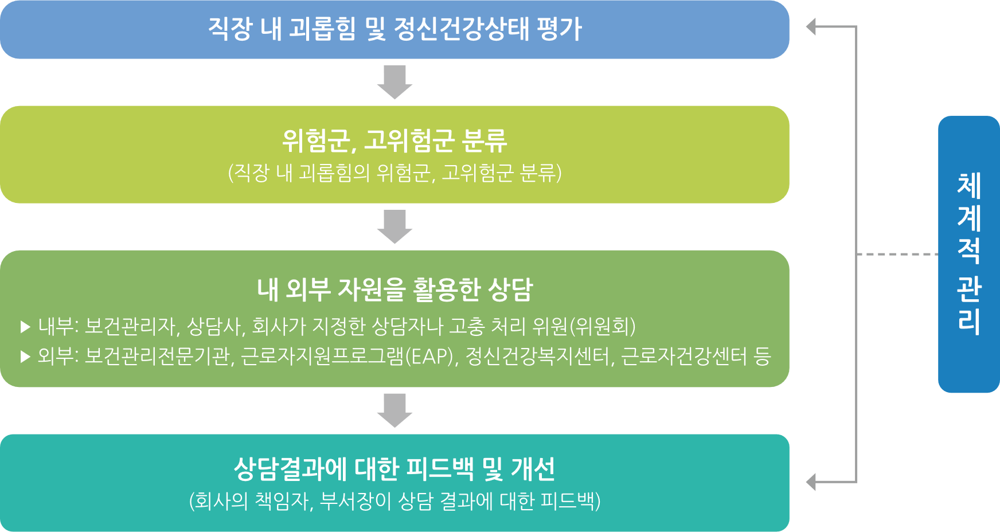 직장 내 괴롭힘 및 정신건강상태 평가
위험군, 고위험군 분류
(직장 내 괴롭힘의 위험군, 고위험군 분류)
내 외부 자원을 활용한 상담
▶ 내부: 보건관리자, 상담사, 회사가 지정한 상담자나 고충 처리 위원(위원회)
▶ 외부: 보건관리전문기관, 근로자지원프로그램(EAP), 정신건강복지센터, 근로자건강센터 등
상담결과에 대한 피드백 및 개선
(회사의 책임자, 부서장이 상담 결과에 대한 피드백)
체계적 관리